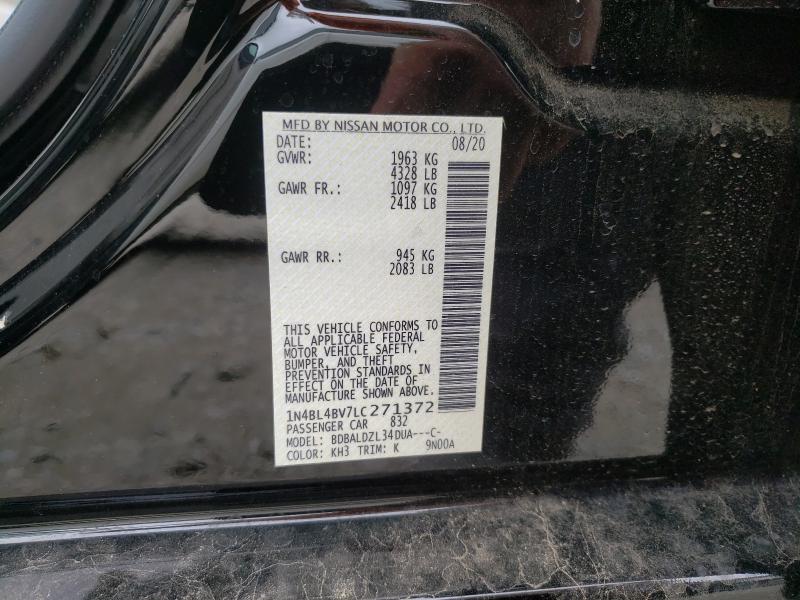 MFD BY NISSAN MOTOR CO., LTD.
DATE: 08/20
GVWR: 1963 KG
4328 LB
GAWR FR.: 1097 KG
2418 LB
GAWR RR.: 945 KG
2083 LB
THIS VEHICLE CONFORMS TO
ALL APPLICABLE FEDERAL
MOTOR VEHICLE SAFETY,
BUMPER, AND THEFT
PREVENTION STANDARDS IN
EFFECT ON THE DATE OF
MANUFACTURE SHOWN ABOVE.
1N4BL4BV7LC271372
PASSENGER CAR 832
MODEL: BDBALDZL34DUA---C-
COLOR: KH3 TRIM: K 9N00A